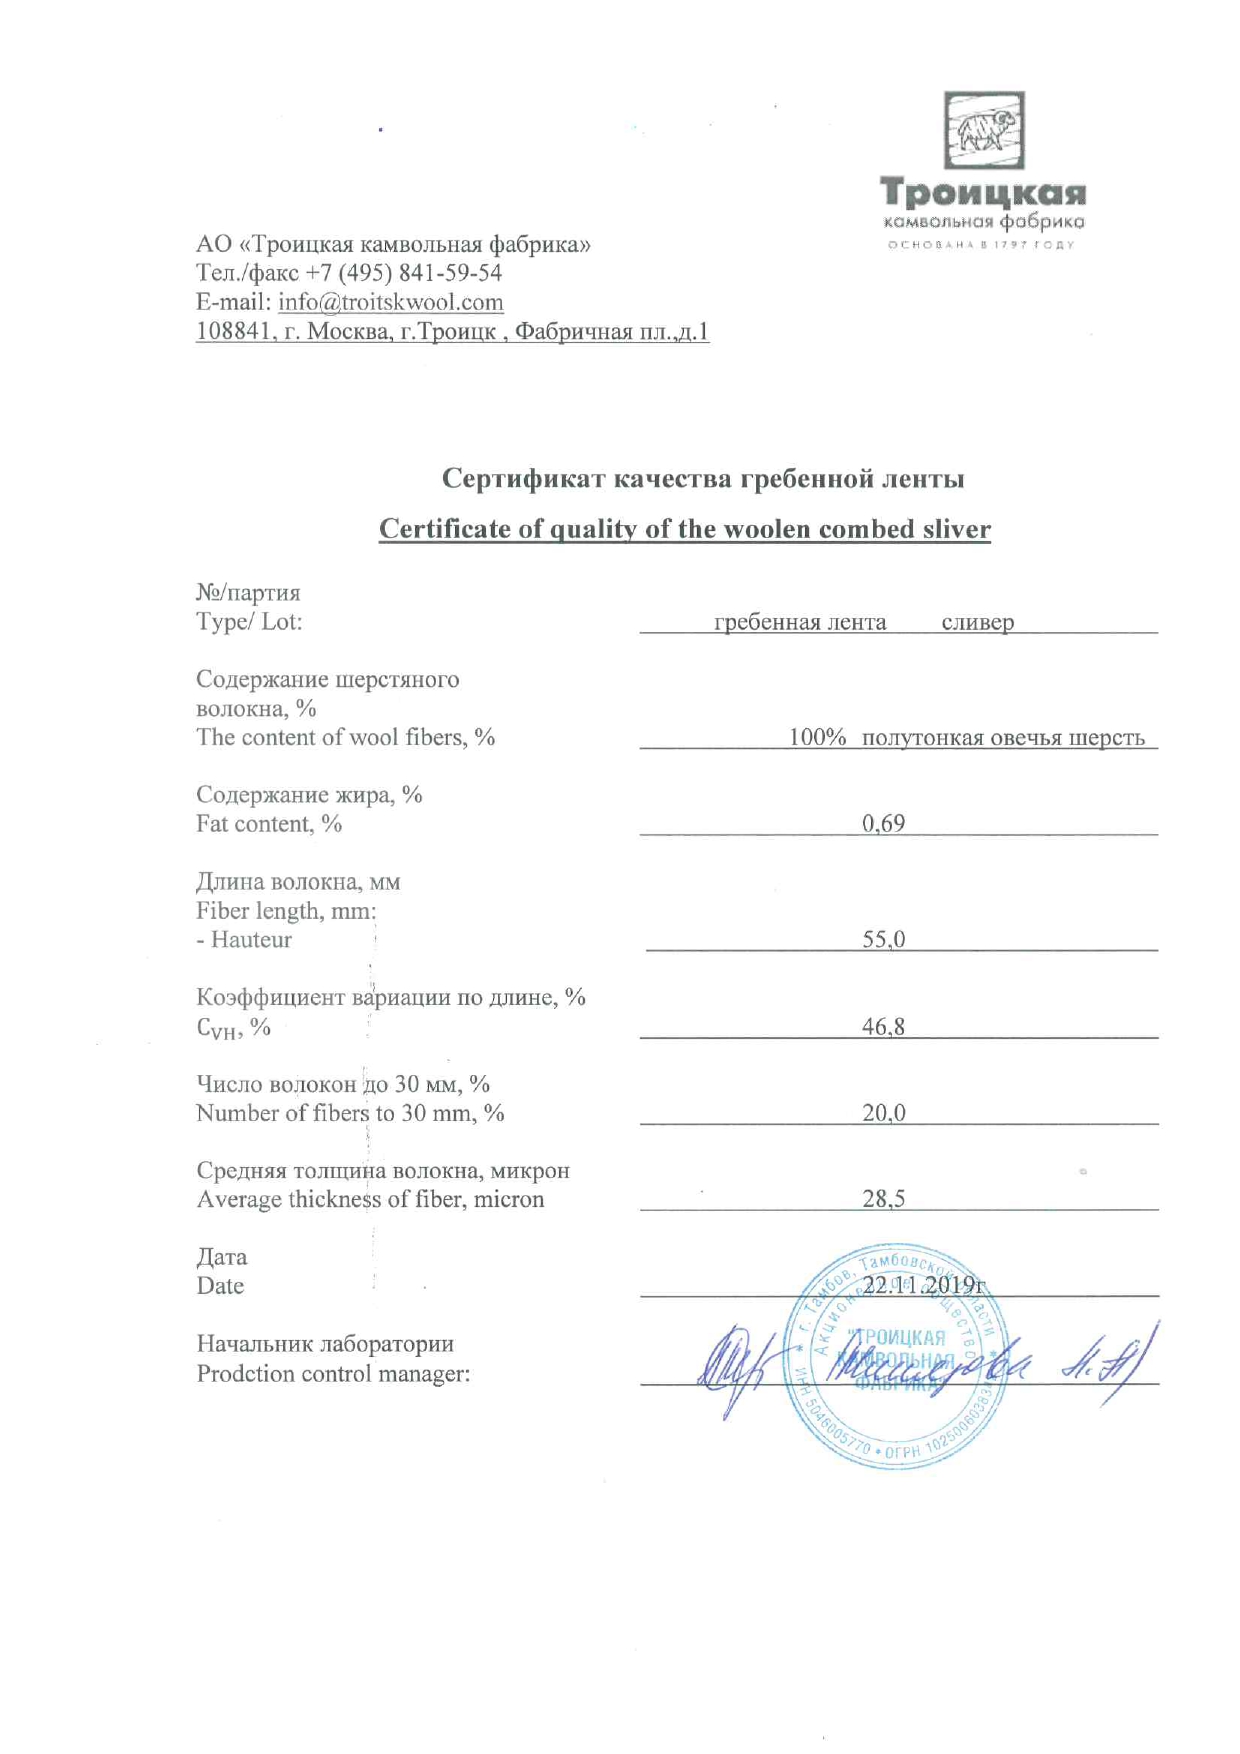 Троицкая
камвольная фабрика
ОСНОВАНА В 1797 ГОДУ
АО «Троицкая камвольная фабрика»
Тел./факс +7 (495) 841-59-54
E-mail: info@troitskwool.com
108841, г. Москва, г.Троицк , Фабричная пл.,д.1
Сертификат качества гребенной ленты
Certificate of quality of the woolen combed sliver
№/партия
Type/ Lot: гребенная лента сливер
Содержание шерстяного
волокна, %
The content of wool fibers, % 100% полутонкая овечья шерсть
Содержание жира, %
Fat content, % 0,69
Длина волокна, мм
Fiber length, mm:
- Hauteur 55,0
Коэффициент вариации по длине, %
CVH, % 46,8
Число волокон до 30 мм, %
Number of fibers to 30 mm, % 20,0
Средняя толщина волокна, микрон
Average thickness of fiber, micron 28,5
Дата
Date 22.11.2019г
Начальник лаборатории
Prodction control manager:
* г. Тамбов, Тамбовской области *
Акционерное общество
"ТРОИЦКАЯ
КАМВОЛЬНАЯ
ФАБРИКА"
ИНН 5046005770 • ОГРН